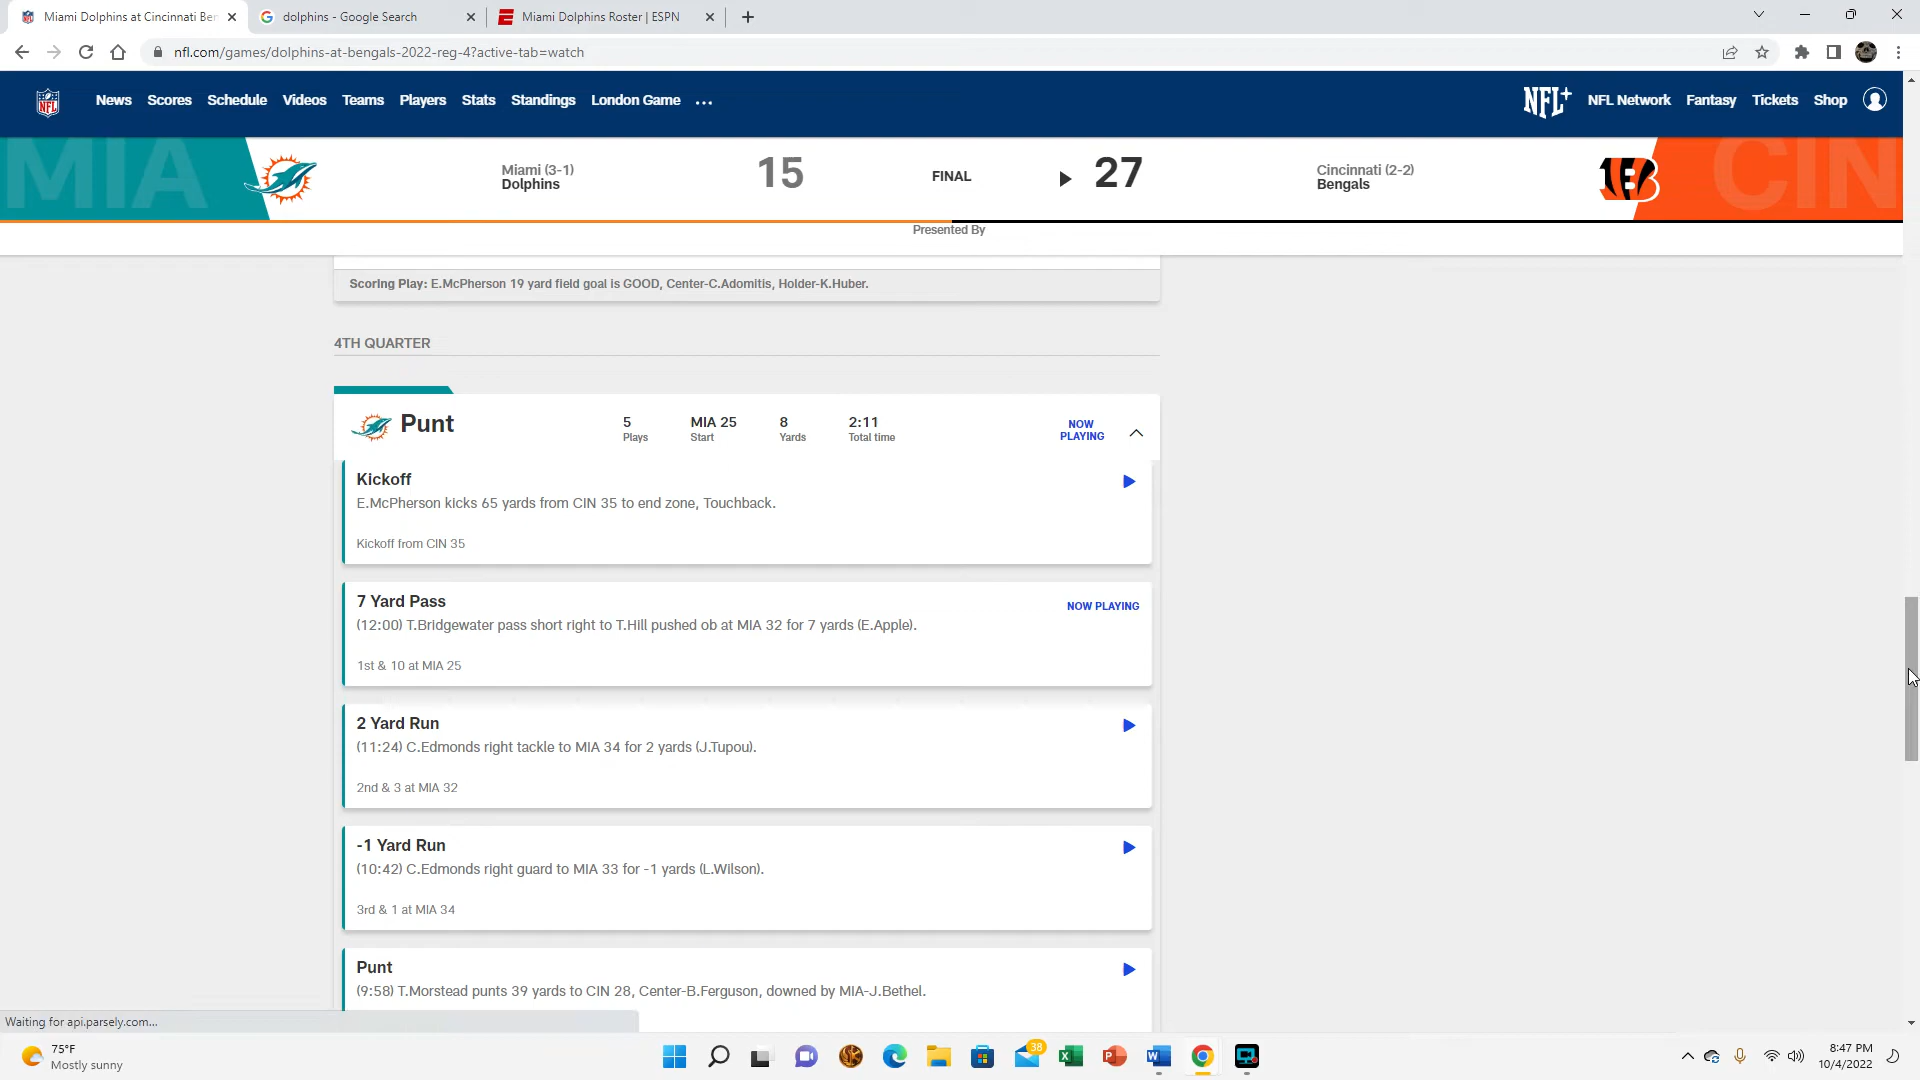 Miami Dolphins at Cincinnati Ben
dolphins - Google Search
Miami Dolphins Roster | ESPN
nfl.com/games/dolphins-at-bengals-2022-reg-4?active-tab=watch
NFL
News
Scores
Schedule
Videos
Teams
Players
Stats
Standings
London Game
...
NFL+
NFL Network
Fantasy
Tickets
Shop
MIA
Miami (3-1)
Dolphins
15
FINAL
27
Cincinnati (2-2)
Bengals
CIN
Presented By
Scoring Play: E.McPherson 19 yard field goal is GOOD, Center-C.Adomitis, Holder-K.Huber.
4TH QUARTER
Punt
5
Plays
MIA 25
Start
8
Yards
2:11
Total time
NOW
PLAYING
Kickoff
E.McPherson kicks 65 yards from CIN 35 to end zone, Touchback.
Kickoff from CIN 35
7 Yard Pass
NOW PLAYING
(12:00) T.Bridgewater pass short right to T.Hill pushed ob at MIA 32 for 7 yards (E.Apple).
1st & 10 at MIA 25
2 Yard Run
(11:24) C.Edmonds right tackle to MIA 34 for 2 yards (J.Tupou).
2nd & 3 at MIA 32
-1 Yard Run
(10:42) C.Edmonds right guard to MIA 33 for -1 yards (L.Wilson).
3rd & 1 at MIA 34
Punt
(9:58) T.Morstead punts 39 yards to CIN 28, Center-B.Ferguson, downed by MIA-J.Bethel.
Waiting for api.parsely.com...
75°F
Mostly sunny
38
8:47 PM
10/4/2022